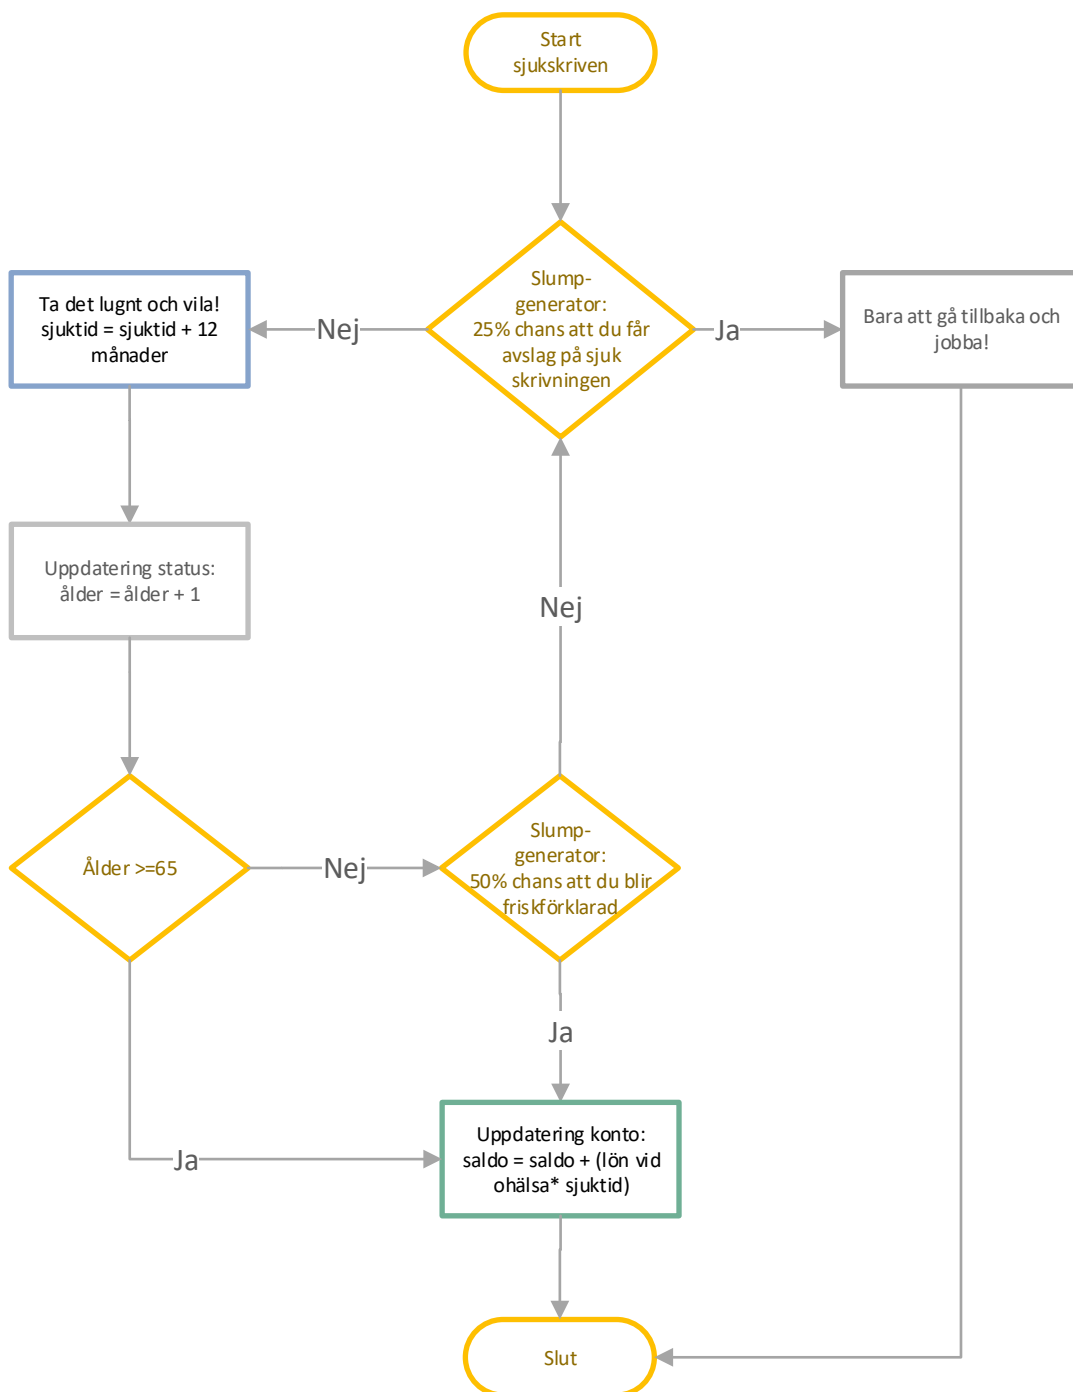 Start
sjukskriven
Slump-
generator:
25% chans att du får
avslag på sjuk
skrivningen
Nej
Ja
Ta det lugnt och vila!
sjuktid = sjuktid + 12
månader
Bara att gå tillbaka och
jobba!
Uppdatering status:
ålder = ålder + 1
Nej
Ålder >=65
Nej
Slump-
generator:
50% chans att du blir
friskförklarad
Ja
Ja
Uppdatering konto:
saldo = saldo + (lön vid
ohälsa* sjuktid)
Slut